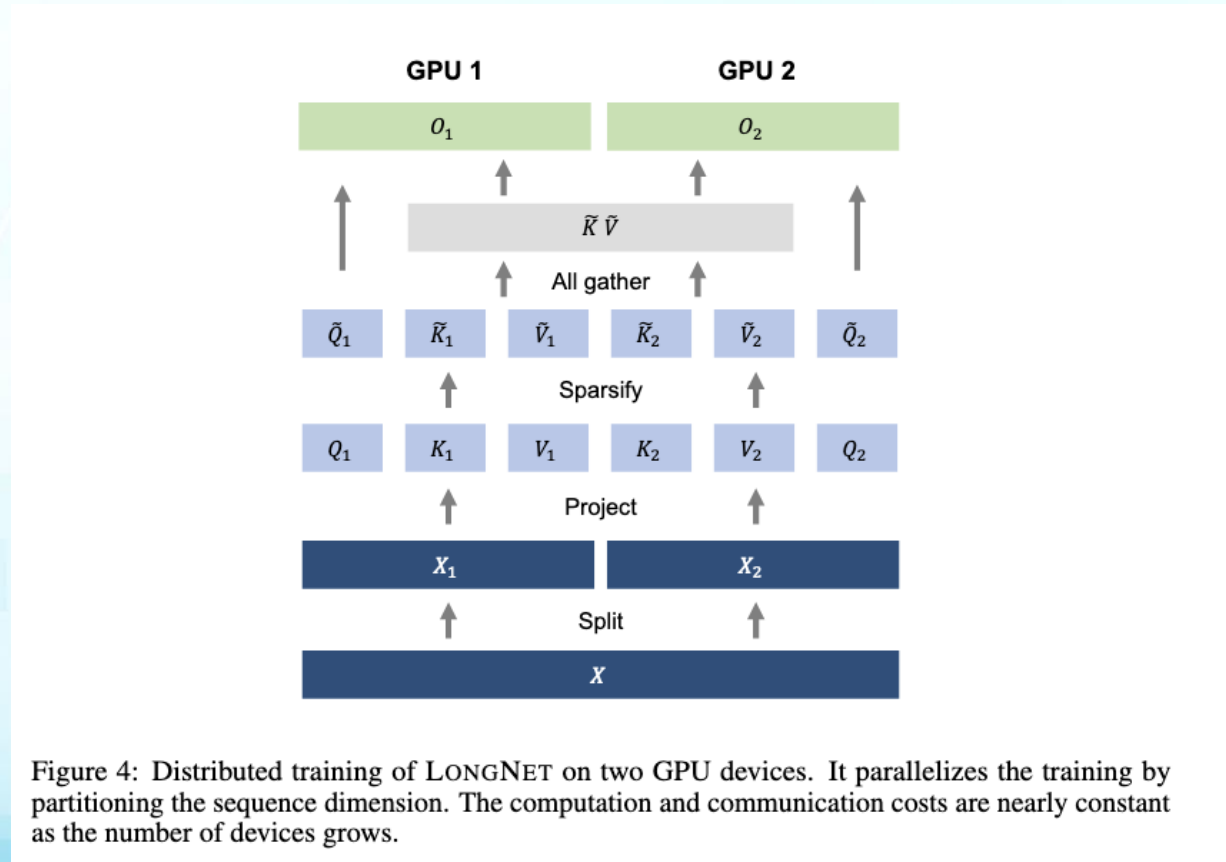 GPU 1 GPU 2
O₁ O₂
K̃ Ṽ
All gather
Q̃₁ K̃₁ Ṽ₁ K̃₂ Ṽ₂ Q̃₂
Sparsify
Q₁ K₁ V₁ K₂ V₂ Q₂
Project
X₁ X₂
Split
X
Figure 4: Distributed training of LONGNET on two GPU devices. It parallelizes the training by
partitioning the sequence dimension. The computation and communication costs are nearly constant
as the number of devices grows.